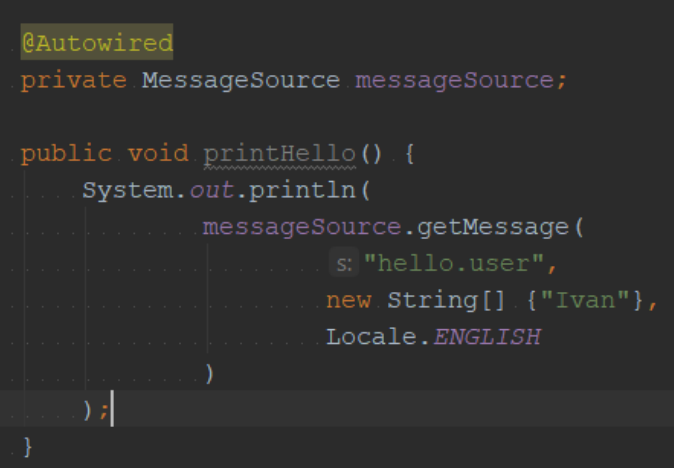 @Autowired
private MessageSource messageSource;
public void printHello() {
System.out.println(
messageSource.getMessage(
s: "hello.user",
new String[] {"Ivan"},
Locale.ENGLISH
)
);
}